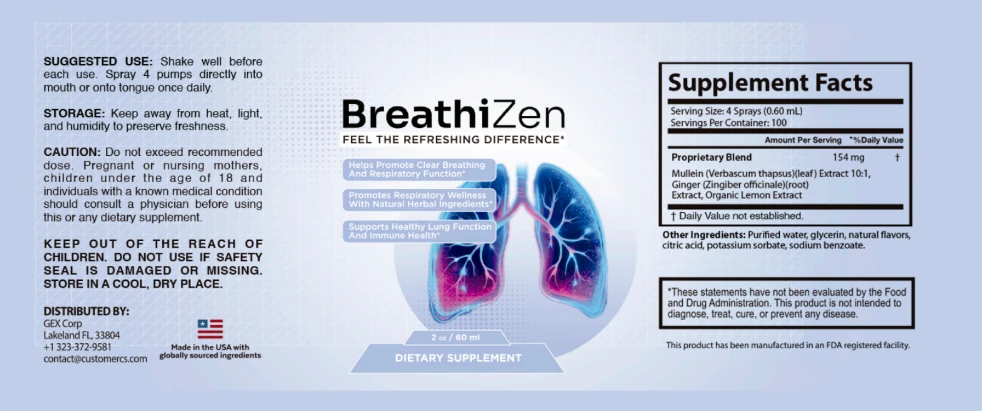 SUGGESTED USE: Shake well before
each use. Spray 4 pumps directly into
mouth or onto tongue once daily.
STORAGE: Keep away from heat, light,
and humidity to preserve freshness.
CAUTION: Do not exceed recommended
dose. Pregnant or nursing mothers,
children under the age of 18 and
individuals with a known medical condition
should consult a physician before using
this or any dietary supplement.
KEEP OUT OF THE REACH OF
CHILDREN. DO NOT USE IF SAFETY
SEAL IS DAMAGED OR MISSING.
STORE IN A COOL, DRY PLACE.
DISTRIBUTED BY:
GEX Corp
Lakeland FL, 33804
+1 323-372-9581
contact@customercs.com
Made in the USA with
globally sourced ingredients
BreathiZen
FEEL THE REFRESHING DIFFERENCE*
Helps Promote Clear Breathing
And Respiratory Function*
Promotes Respiratory Wellness
With Natural Herbal Ingredients*
Supports Healthy Lung Function
And Immune Health*
2 oz / 60 ml
DIETARY SUPPLEMENT
Supplement Facts
Serving Size: 4 Sprays (0.60 mL)
Servings Per Container: 100
Amount Per Serving *%Daily Value
Proprietary Blend 154 mg †
Mullein (Verbascum thapsus)(leaf) Extract 10:1,
Ginger (Zingiber officinale)(root)
Extract, Organic Lemon Extract
† Daily Value not established.
Other Ingredients: Purified water, glycerin, natural flavors,
citric acid, potassium sorbate, sodium benzoate.
*These statements have not been evaluated by the Food
and Drug Administration. This product is not intended to
diagnose, treat, cure, or prevent any disease.
This product has been manufactured in an FDA registered facility.